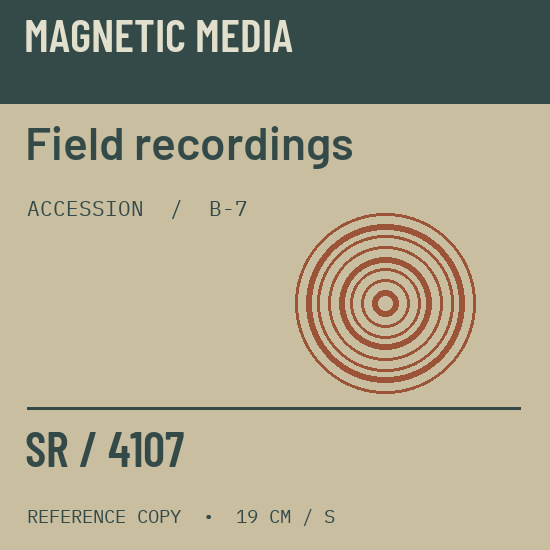 MAGNETIC MEDIA
Field recordings
ACCESSION / B-7
SR / 4107
REFERENCE COPY • 19 CM / S